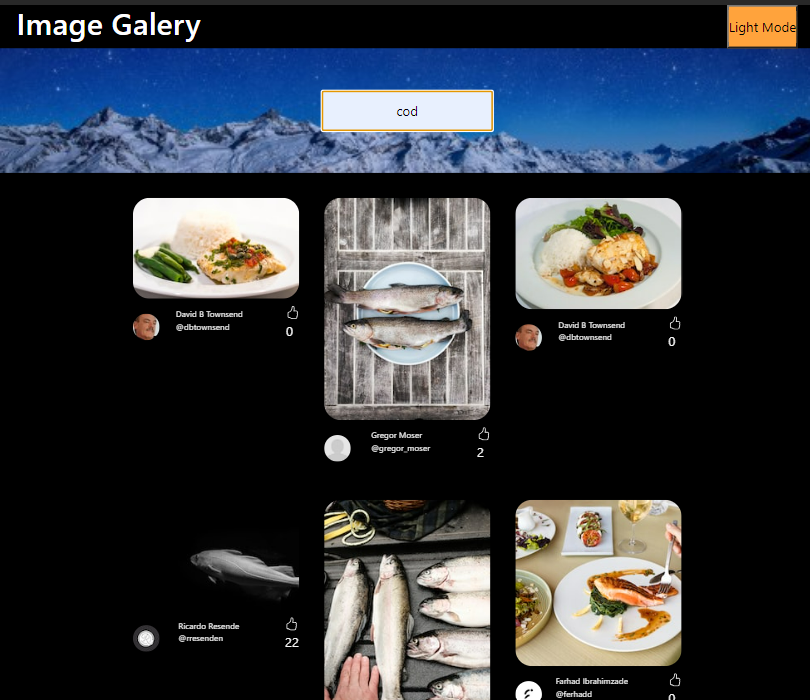 Image Galery
Light Mode
cod
David B Townsend
@dbtownsend
0
Gregor Moser
@gregor_moser
2
David B Townsend
@dbtownsend
0
Ricardo Resende
@rresenden
22
Farhad Ibrahimzade
@ferhadd
0